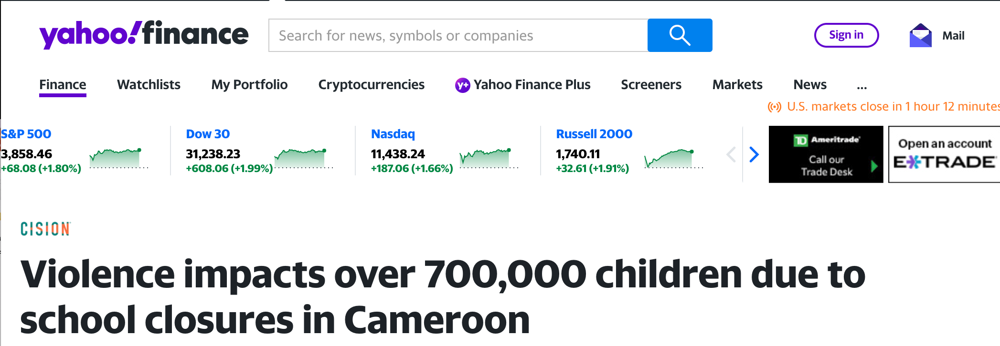 yahoo!finance
Search for news, symbols or companies
Sign in
Mail
Finance Watchlists My Portfolio Cryptocurrencies y+ Yahoo Finance Plus Screeners Markets News ...
U.S. markets close in 1 hour 12 minutes
S&P 500
3,858.46
+68.08 (+1.80%)
Dow 30
31,238.23
+608.06 (+1.99%)
Nasdaq
11,438.24
+187.06 (+1.66%)
Russell 2000
1,740.11
+32.61 (+1.91%)
TD Ameritrade
Call our
Trade Desk
Open an account
E*TRADE
CISION
Violence impacts over 700,000 children due to
school closures in Cameroon